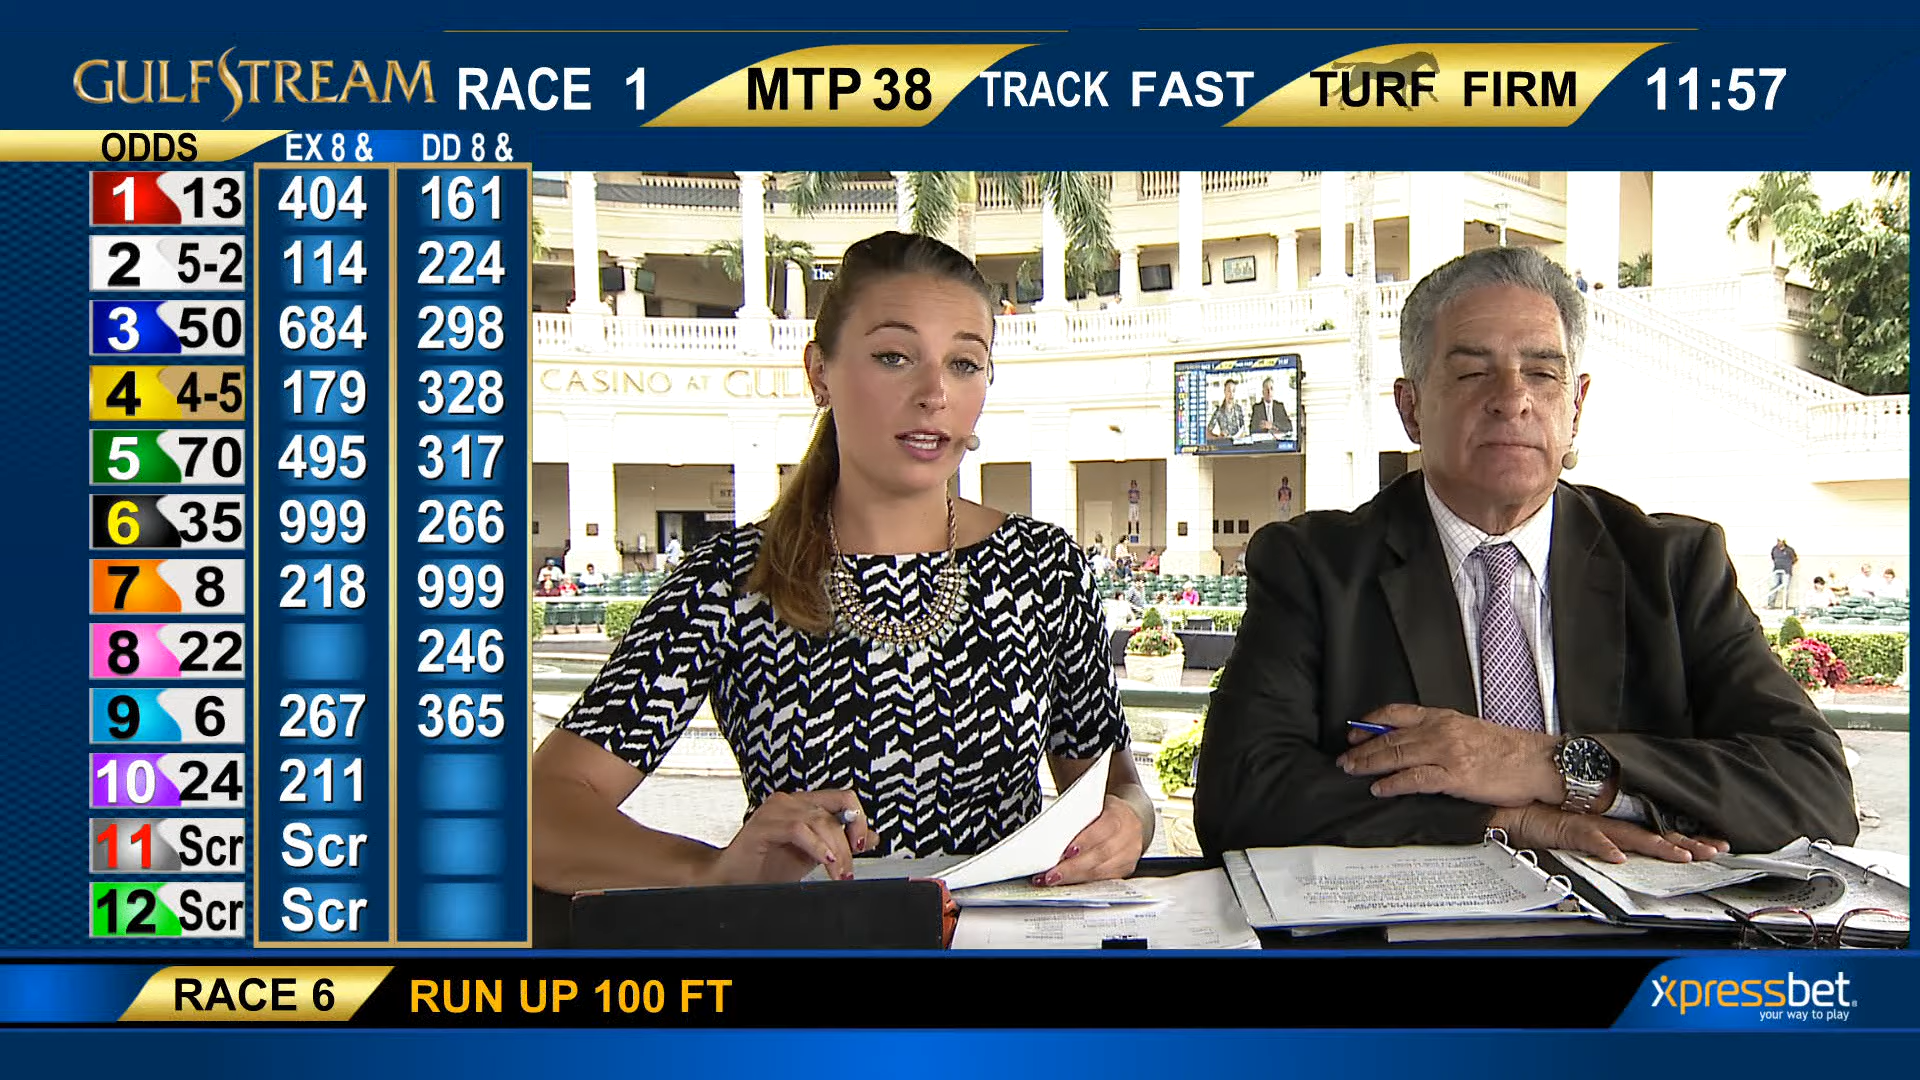 GULFSTREAM RACE 1 MTP 38 TRACK FAST TURF FIRM 11:57
ODDS EX 8 & DD 8 &
1 13 404 161
2 5-2 114 224
3 50 684 298
4 4-5 179 328
5 70 495 317
6 35 999 266
7 8 218 999
8 22 246
9 6 267 365
10 24 211
11 Scr Scr
12 Scr Scr
The
CASINO AT GUL
RACE 6 RUN UP 100 FT
xpressbet.
your way to play